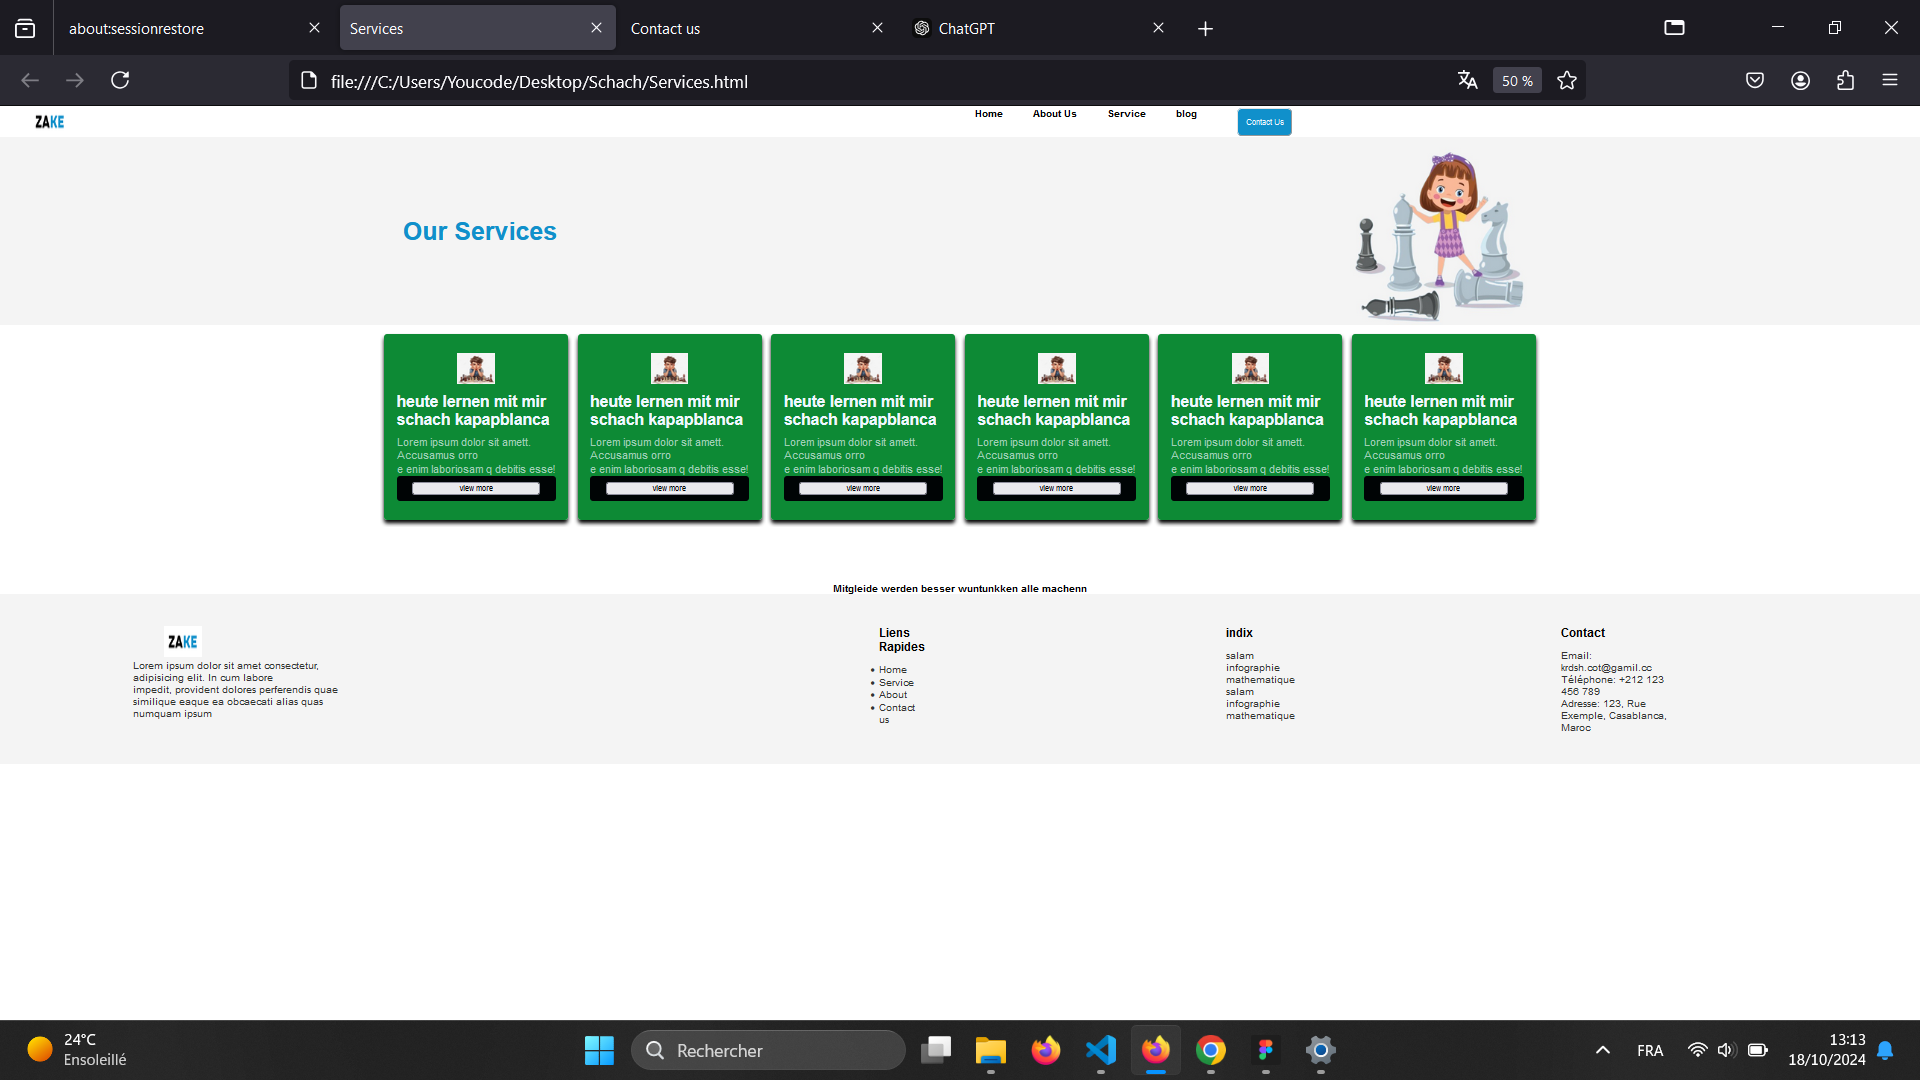 about:sessionrestore
Services
Contact us
ChatGPT
file:///C:/Users/Youcode/Desktop/Schach/Services.html
50 %
ZAKE
Home
About Us
Service
blog
Contact Us
Our Services
heute lernen mit mir
schach kapapblanca
Lorem ipsum dolor sit amett.
Accusamus orro
e enim laboriosam q debitis esse!
view more
heute lernen mit mir
schach kapapblanca
Lorem ipsum dolor sit amett.
Accusamus orro
e enim laboriosam q debitis esse!
view more
heute lernen mit mir
schach kapapblanca
Lorem ipsum dolor sit amett.
Accusamus orro
e enim laboriosam q debitis esse!
view more
heute lernen mit mir
schach kapapblanca
Lorem ipsum dolor sit amett.
Accusamus orro
e enim laboriosam q debitis esse!
view more
heute lernen mit mir
schach kapapblanca
Lorem ipsum dolor sit amett.
Accusamus orro
e enim laboriosam q debitis esse!
view more
heute lernen mit mir
schach kapapblanca
Lorem ipsum dolor sit amett.
Accusamus orro
e enim laboriosam q debitis esse!
view more
Mitgleide werden besser wuntunkken alle machenn
ZAKE
Lorem ipsum dolor sit amet consectetur,
adipisicing elit. In cum labore
impedit, provident dolores perferendis quae
similique eaque ea obcaecati alias quas
numquam ipsum
Liens
Rapides
Home
Service
About
Contact
us
indix
salam
infographie
mathematique
salam
infographie
mathematique
Contact
Email:
krdsh.cot@gamil.cc
Téléphone: +212 123
456 789
Adresse: 123, Rue
Exemple, Casablanca,
Maroc
24°C
Ensoleillé
Rechercher
FRA
13:13
18/10/2024